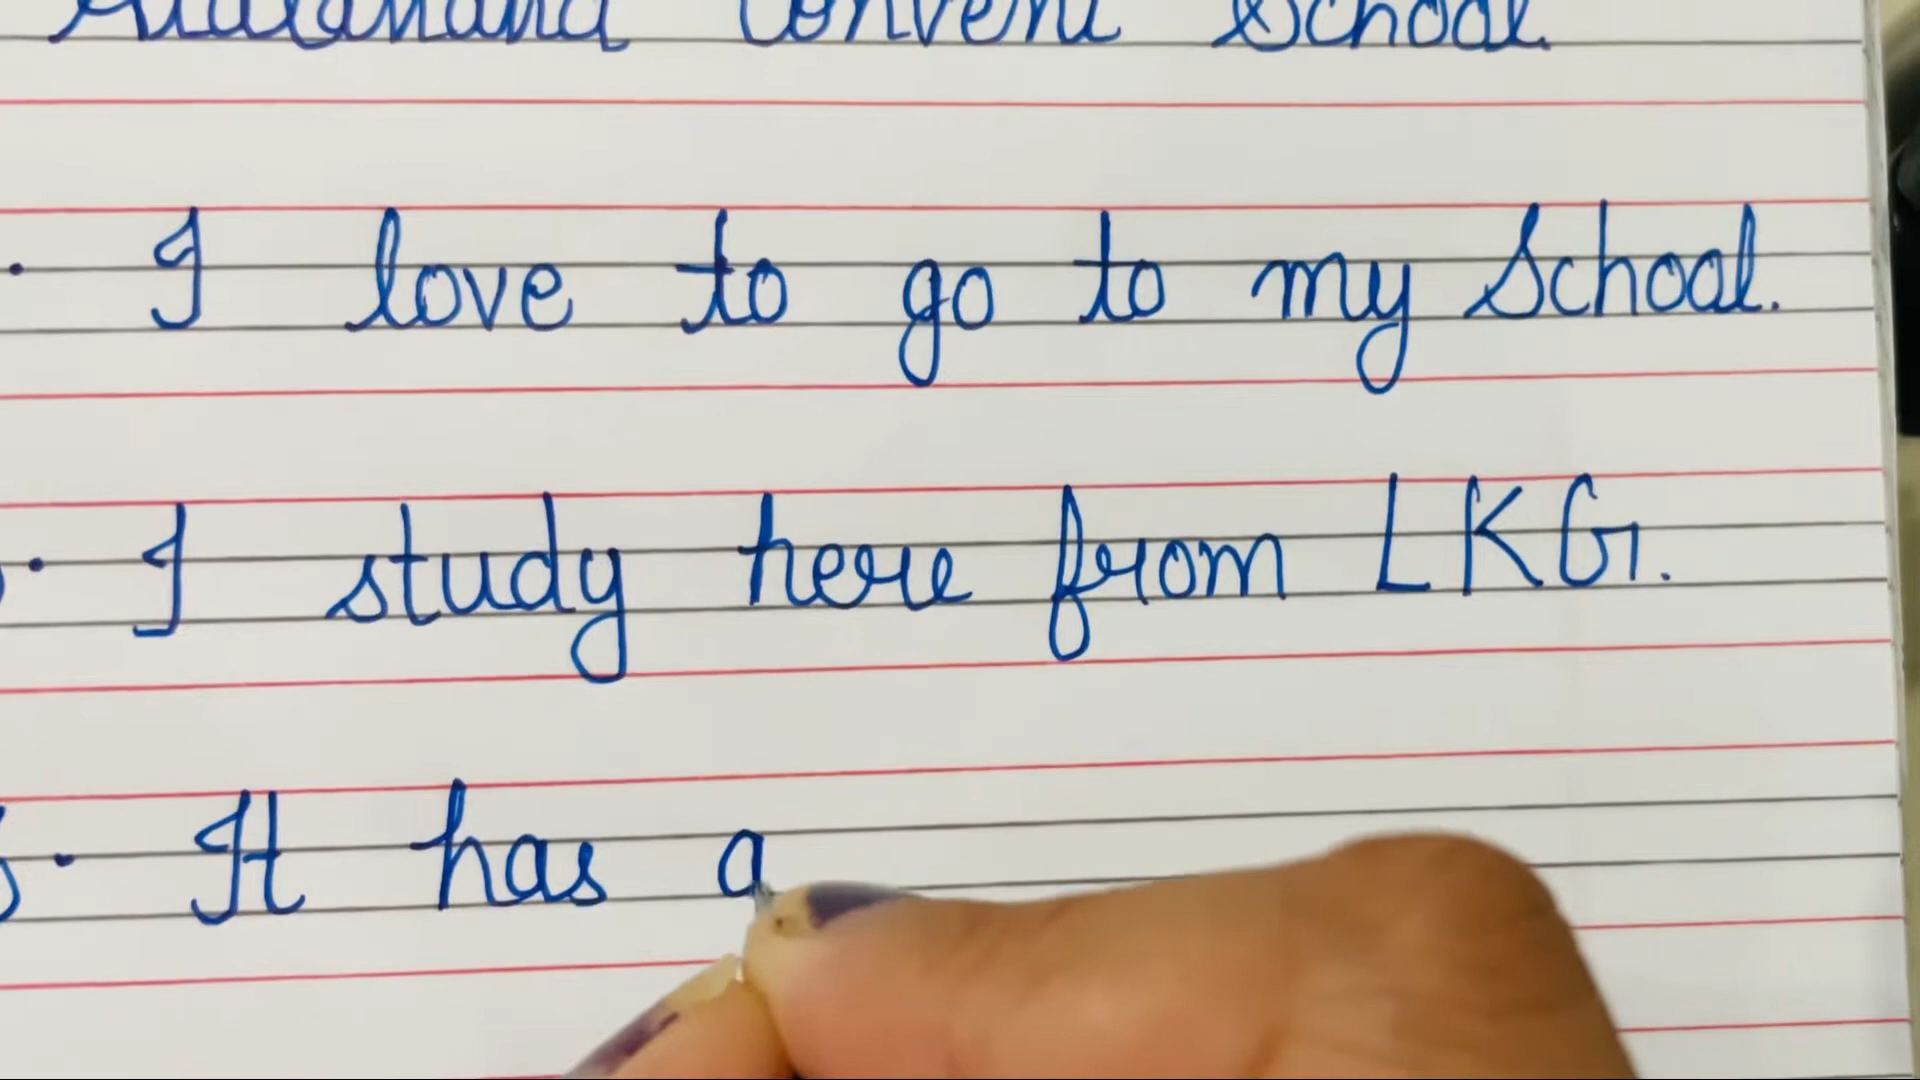 Convent School.
. I love to go to my School.
. I study here from LKG.
. It has a